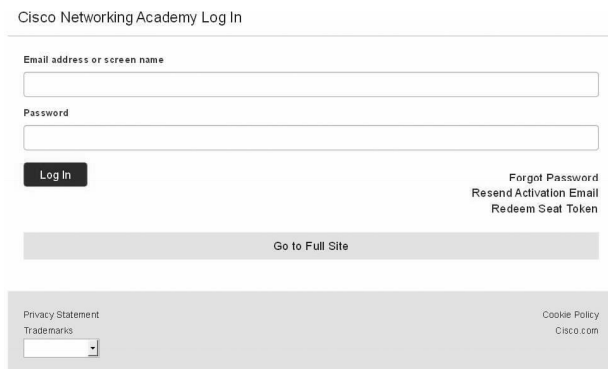 Cisco Networking Academy Log In
Email address or screen name
Password
Log In
Forgot Password
Resend Activation Email
Redeem Seat Token
Go to Full Site
Privacy Statement
Trademarks
Cookie Policy
Cisco.com